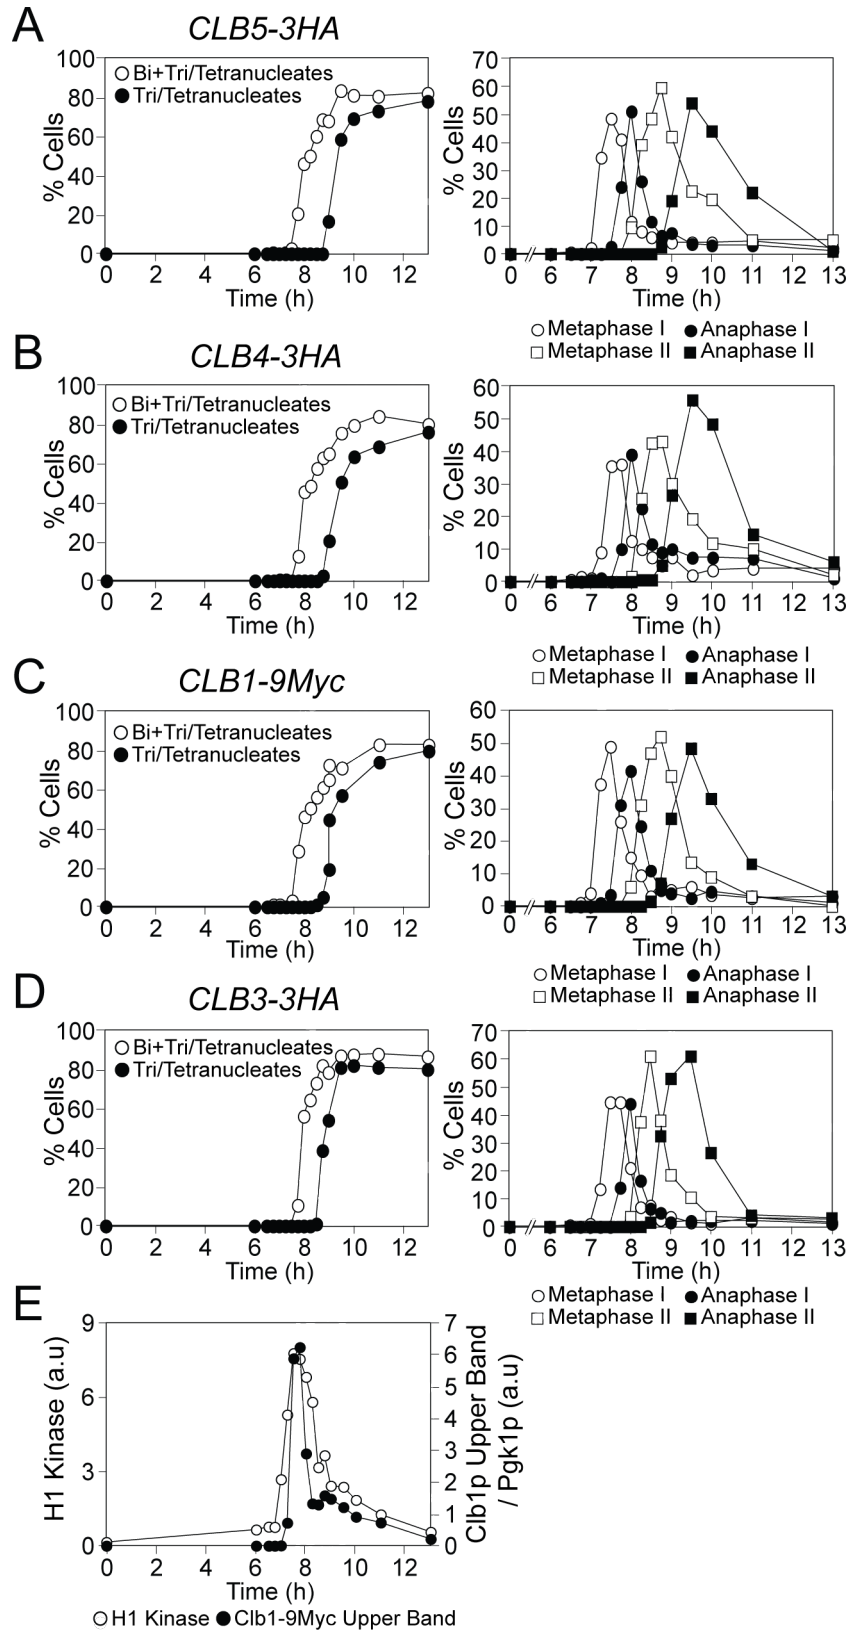 A
CLB5-3HA
100
80
60
40
20
0
% Cells
Bi+Tri/Tetranucleates
Tri/Tetranucleates
0 2 4 6 8 10 12
Time (h)
70
60
50
40
30
20
10
0
% Cells
0 6 7 8 9 10 11 12 13
Time (h)
Metaphase I Anaphase I
Metaphase II Anaphase II
B
CLB4-3HA
100
80
60
40
20
0
% Cells
Bi+Tri/Tetranucleates
Tri/Tetranucleates
0 2 4 6 8 10 12
Time (h)
60
50
40
30
20
10
0
% Cells
0 6 7 8 9 10 11 12 13
Time (h)
Metaphase I Anaphase I
Metaphase II Anaphase II
C
CLB1-9Myc
100
80
60
40
20
0
% Cells
Bi+Tri/Tetranucleates
Tri/Tetranucleates
0 2 4 6 8 10 12
Time (h)
60
50
40
30
20
10
0
% Cells
0 6 7 8 9 10 11 12 13
Time (h)
Metaphase I Anaphase I
Metaphase II Anaphase II
D
CLB3-3HA
100
80
60
40
20
0
% Cells
Bi+Tri/Tetranucleates
Tri/Tetranucleates
0 2 4 6 8 10 12
Time (h)
70
60
50
40
30
20
10
0
% Cells
0 6 7 8 9 10 11 12 13
Time (h)
Metaphase I Anaphase I
Metaphase II Anaphase II
E
9
6
3
0
H1 Kinase (a.u)
7
6
5
4
3
2
1
0
Clb1p Upper Band
/ Pgk1p (a.u)
0 2 4 6 8 10 12
Time (h)
H1 Kinase Clb1-9Myc Upper Band